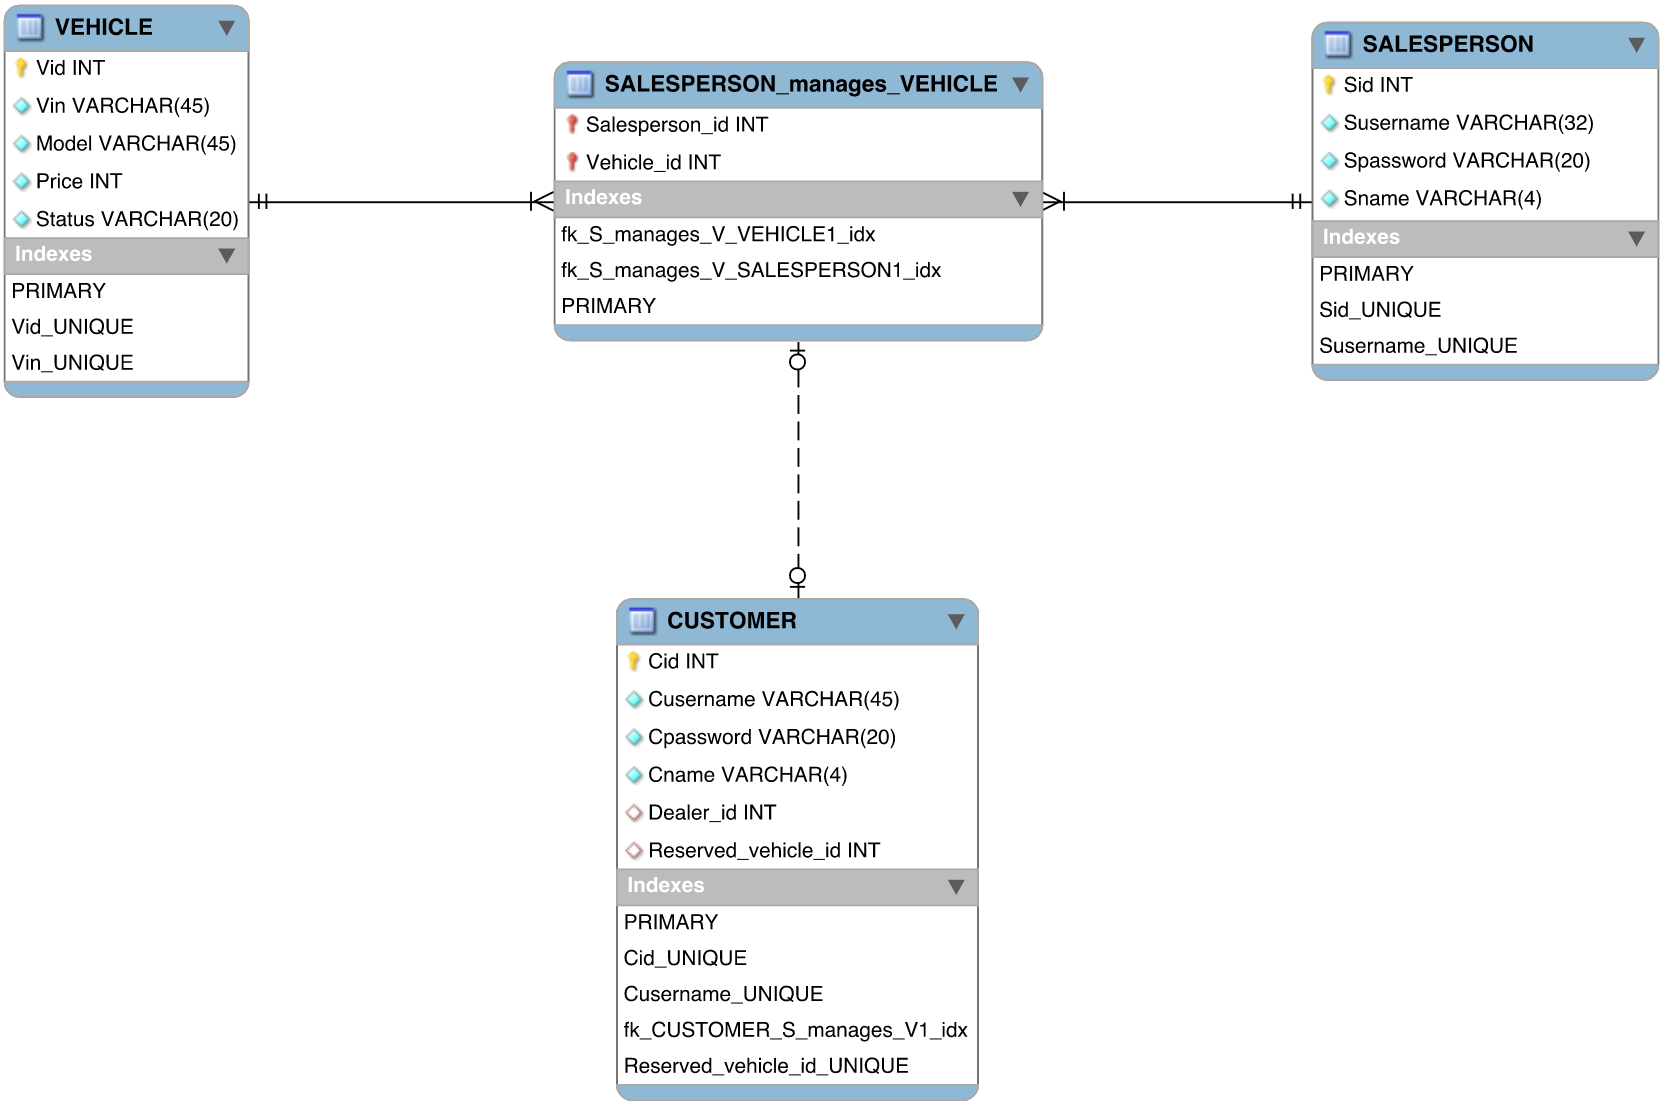 VEHICLE
Vid INT
Vin VARCHAR(45)
Model VARCHAR(45)
Price INT
Status VARCHAR(20)
Indexes
PRIMARY
Vid_UNIQUE
Vin_UNIQUE
SALESPERSON_manages_VEHICLE
Salesperson_id INT
Vehicle_id INT
Indexes
fk_S_manages_V_VEHICLE1_idx
fk_S_manages_V_SALESPERSON1_idx
PRIMARY
SALESPERSON
Sid INT
Susername VARCHAR(32)
Spassword VARCHAR(20)
Sname VARCHAR(4)
Indexes
PRIMARY
Sid_UNIQUE
Susername_UNIQUE
CUSTOMER
Cid INT
Cusername VARCHAR(45)
Cpassword VARCHAR(20)
Cname VARCHAR(4)
Dealer_id INT
Reserved_vehicle_id INT
Indexes
PRIMARY
Cid_UNIQUE
Cusername_UNIQUE
fk_CUSTOMER_S_manages_V1_idx
Reserved_vehicle_id_UNIQUE